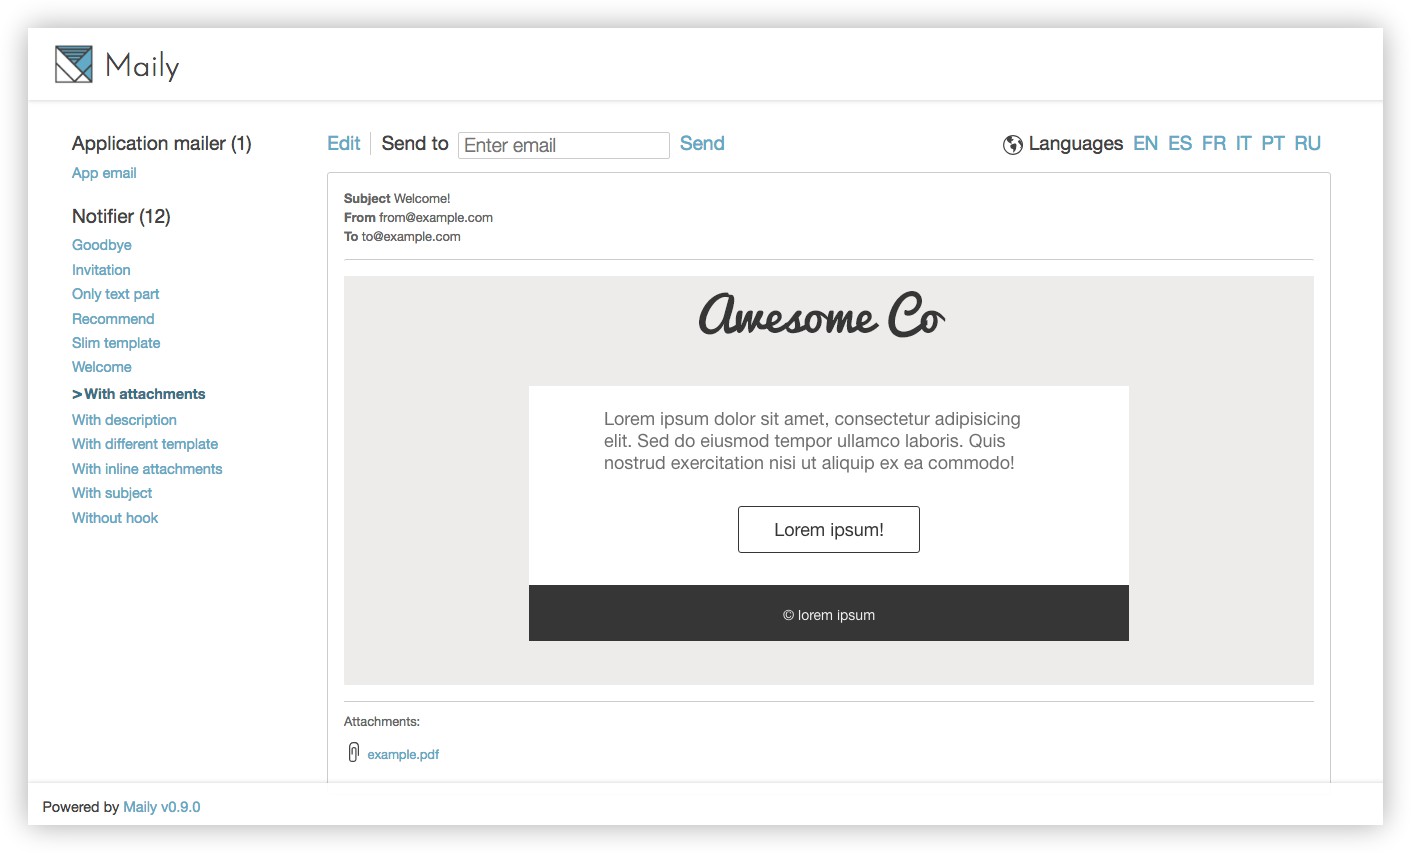 Maily
Application mailer (1)
App email
Notifier (12)
Goodbye
Invitation
Only text part
Recommend
Slim template
Welcome
> With attachments
With description
With different template
With inline attachments
With subject
Without hook
Edit Send to Enter email Send Languages EN ES FR IT PT RU
Subject Welcome!
From from@example.com
To to@example.com
Awesome Co
Lorem ipsum dolor sit amet, consectetur adipisicing
elit. Sed do eiusmod tempor ullamco laboris. Quis
nostrud exercitation nisi ut aliquip ex ea commodo!
Lorem ipsum!
© lorem ipsum
Attachments:
example.pdf
Powered by Maily v0.9.0